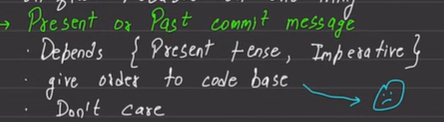 → Present or Past commit message
· Depends { Present tense, Imperative }
· give order to code base
· Don't care